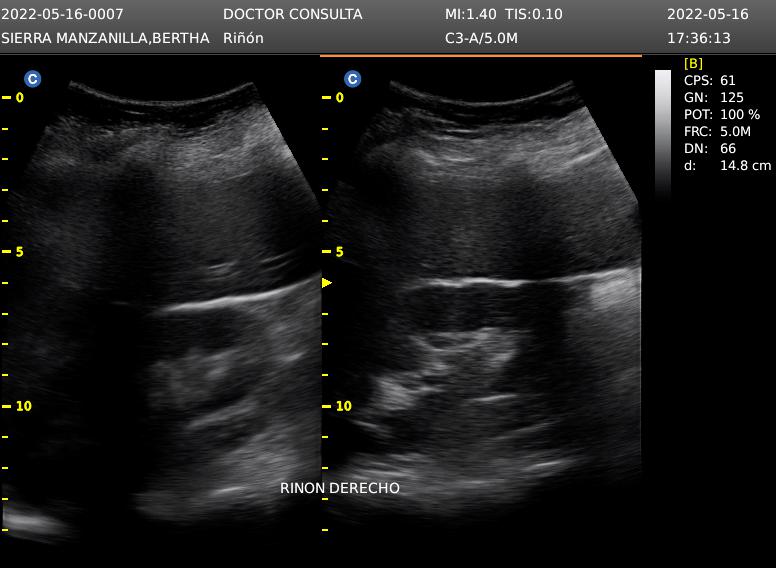 2022-05-16-0007 DOCTOR CONSULTA MI:1.40 TIS:0.10 2022-05-16
SIERRA MANZANILLA,BERTHA Riñón C3-A/5.0M 17:36:13
C C
0 0
5 5
10 10
[B]
CPS: 61
GN: 125
POT: 100 %
FRC: 5.0M
DN: 66
d: 14.8 cm
RINON DERECHO